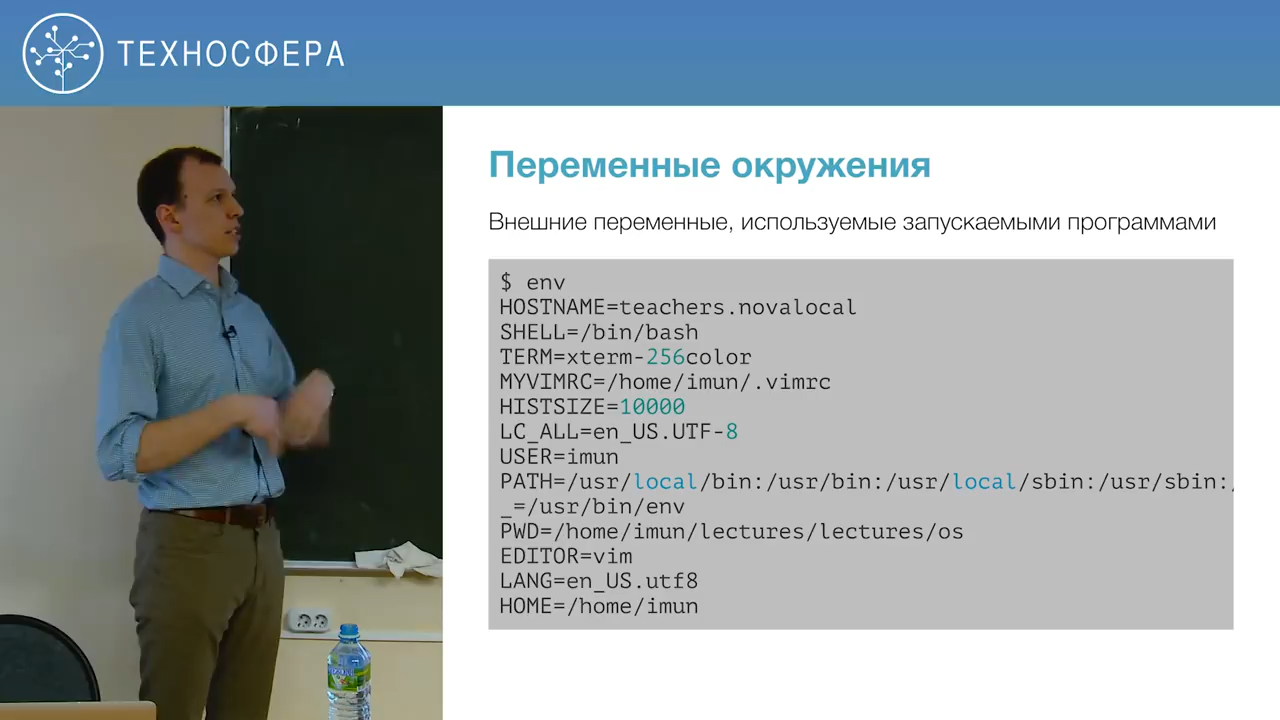 ТЕХНОСФЕРА
Переменные окружения
Внешние переменные, используемые запускаемыми программами
$ env
HOSTNAME=teachers.novalocal
SHELL=/bin/bash
TERM=xterm-256color
MYVIMRC=/home/imun/.vimrc
HISTSIZE=10000
LC_ALL=en_US.UTF-8
USER=imun
PATH=/usr/local/bin:/usr/bin:/usr/local/sbin:/usr/sbin:/
_=/usr/bin/env
PWD=/home/imun/lectures/lectures/os
EDITOR=vim
LANG=en_US.utf8
HOME=/home/imun